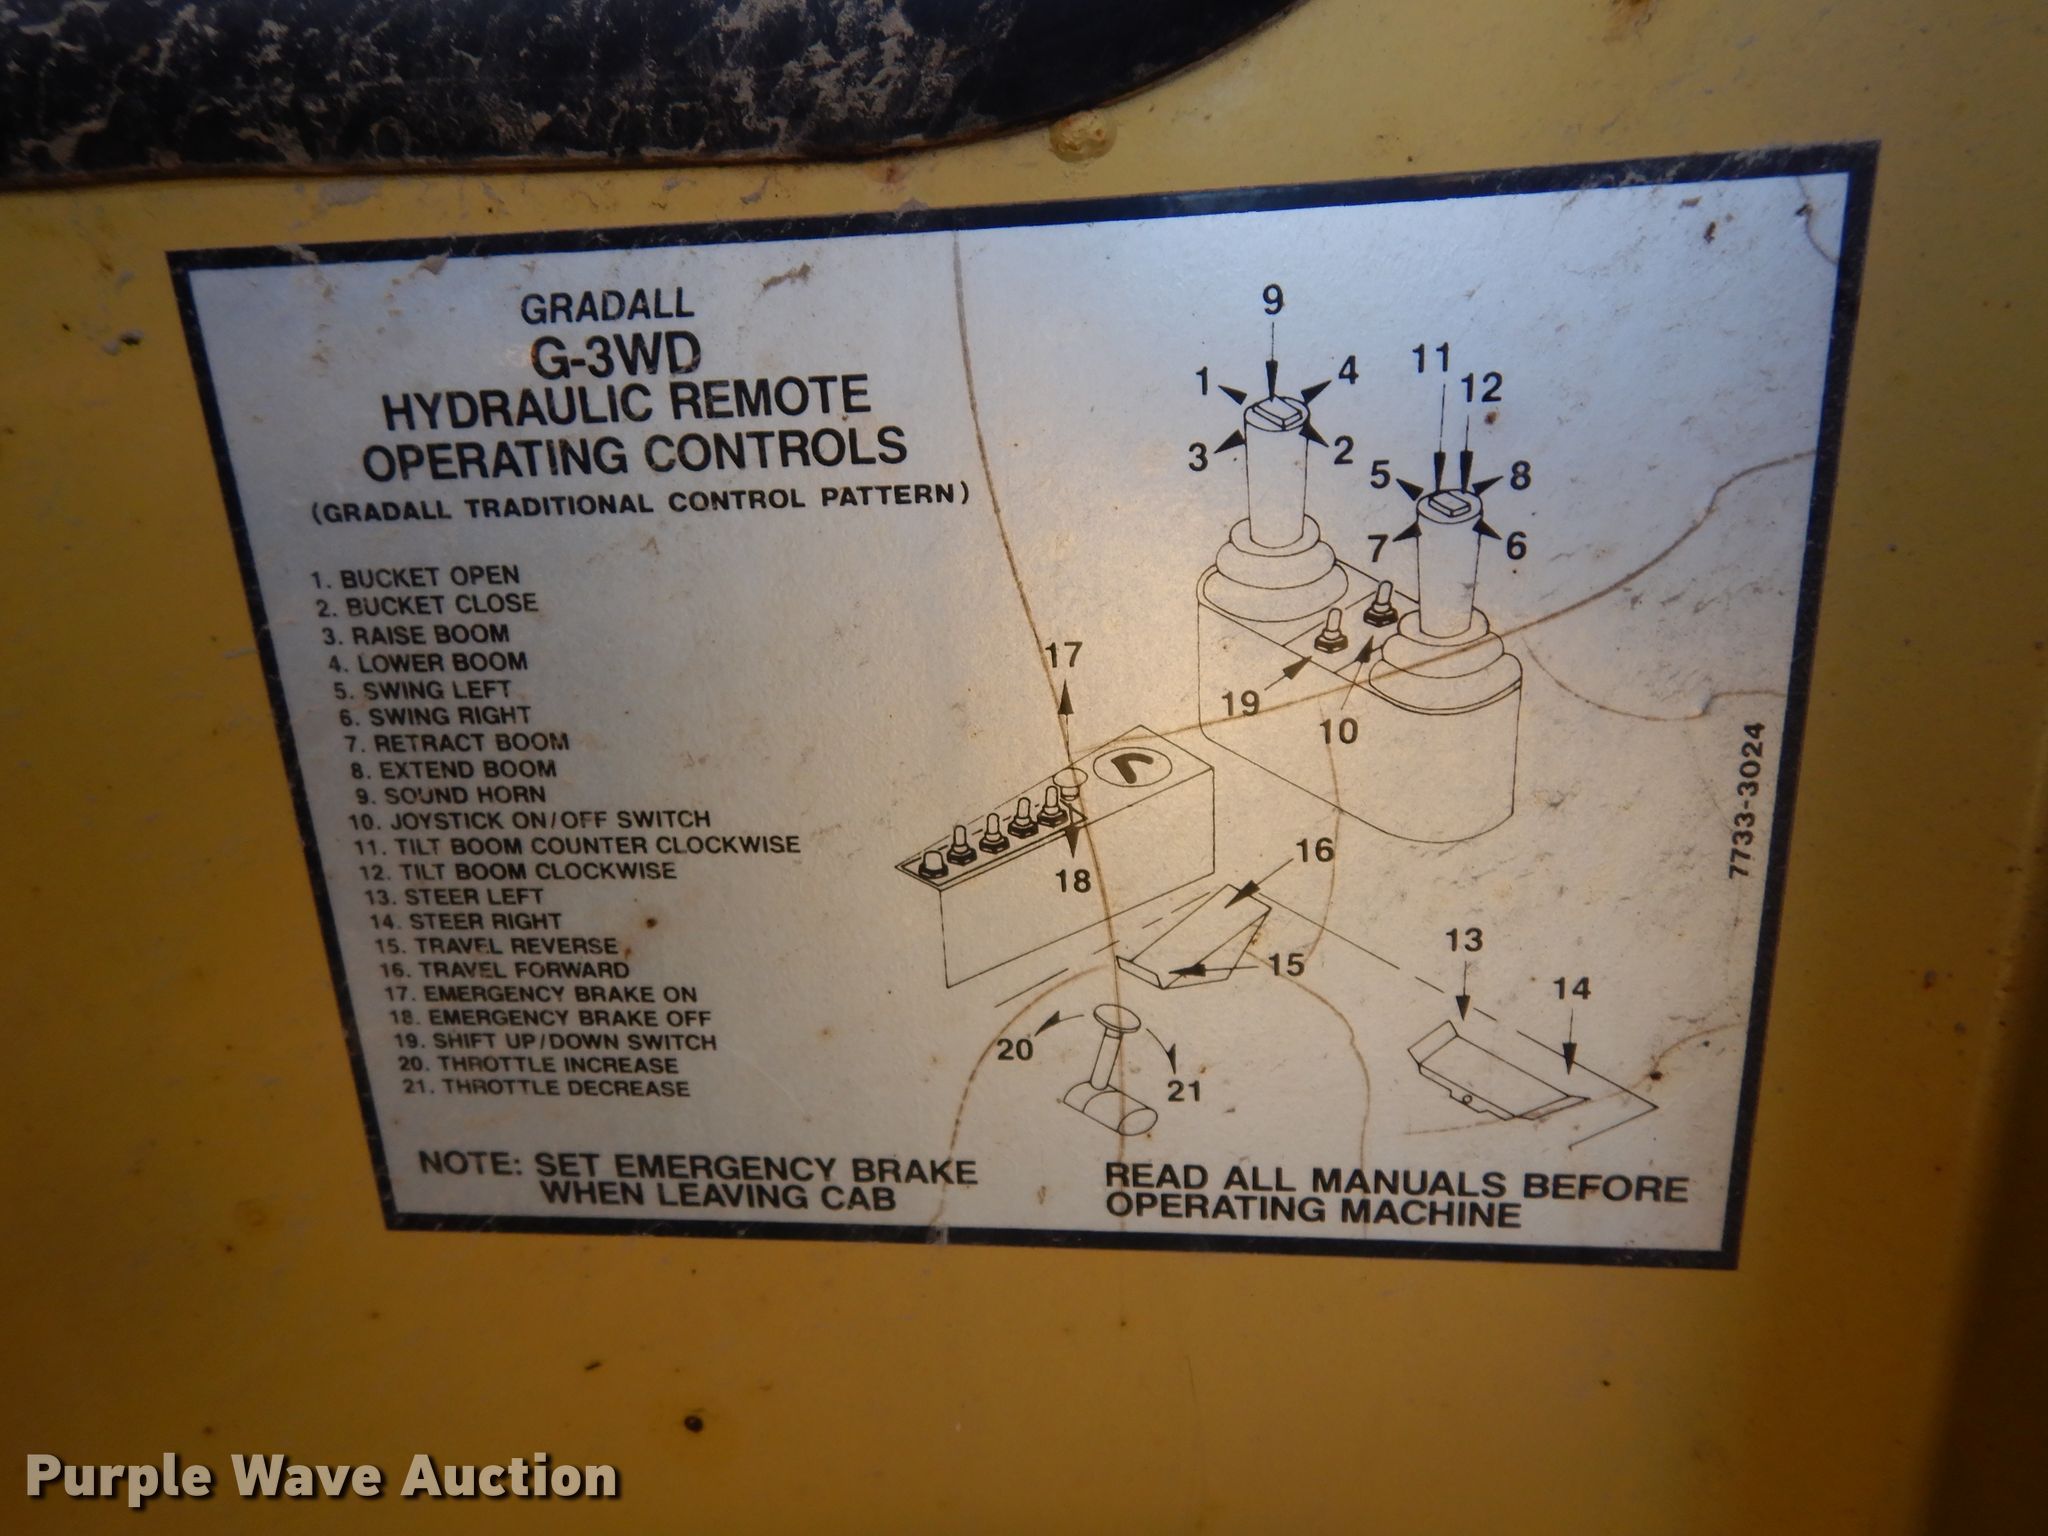 GRADALL
G-3WD
HYDRAULIC REMOTE
OPERATING CONTROLS
(GRADALL TRADITIONAL CONTROL PATTERN)
1. BUCKET OPEN
2. BUCKET CLOSE
3. RAISE BOOM
4. LOWER BOOM
5. SWING LEFT
6. SWING RIGHT
7. RETRACT BOOM
8. EXTEND BOOM
9. SOUND HORN
10. JOYSTICK ON/OFF SWITCH
11. TILT BOOM COUNTER CLOCKWISE
12. TILT BOOM CLOCKWISE
13. STEER LEFT
14. STEER RIGHT
15. TRAVEL REVERSE
16. TRAVEL FORWARD
17. EMERGENCY BRAKE ON
18. EMERGENCY BRAKE OFF
19. SHIFT UP/DOWN SWITCH
20. THROTTLE INCREASE
21. THROTTLE DECREASE
NOTE: SET EMERGENCY BRAKE
WHEN LEAVING CAB
9
1
4
3
2
11
12
5
8
7
6
19
10
17
18
16
15
13
14
20
21
7733-3024
READ ALL MANUALS BEFORE
OPERATING MACHINE
Purple Wave Auction